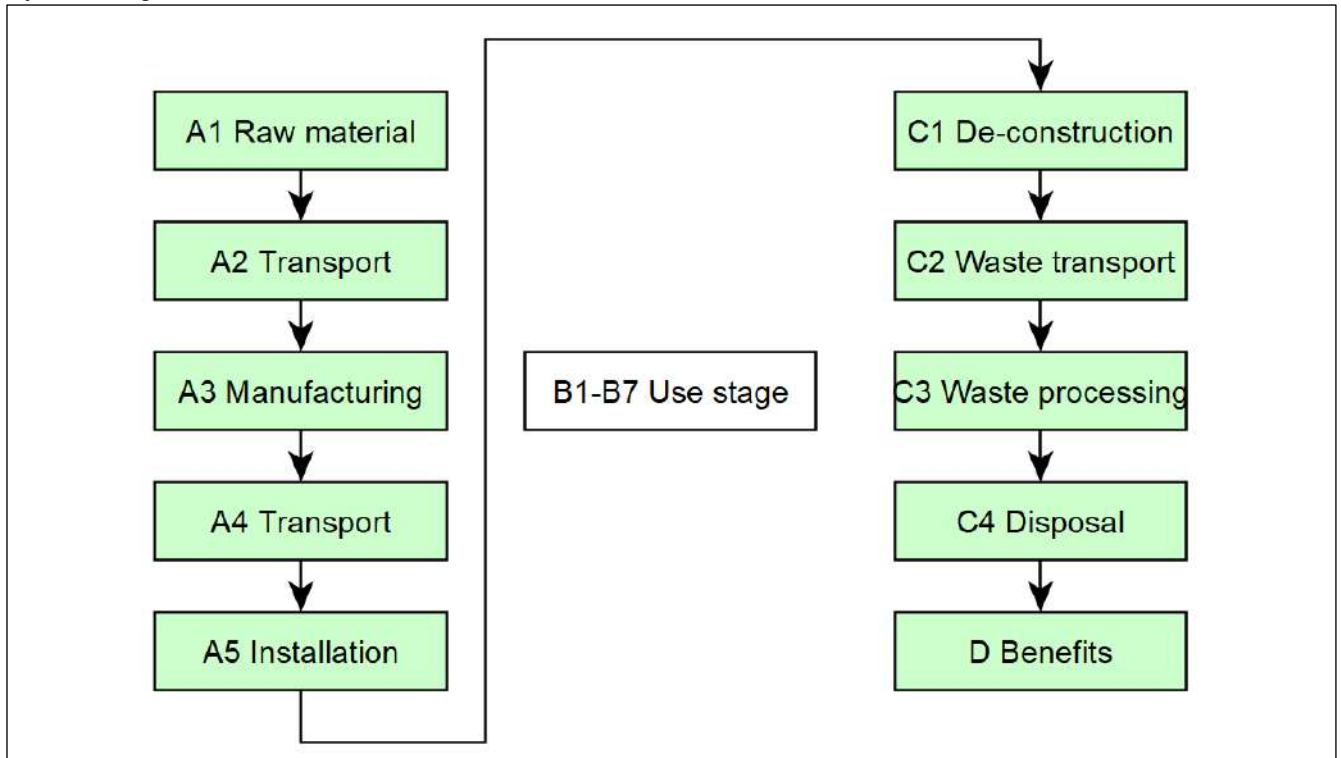 A1 Raw material
A2 Transport
A3 Manufacturing
A4 Transport
A5 Installation
B1-B7 Use stage
C1 De-construction
C2 Waste transport
C3 Waste processing
C4 Disposal
D Benefits